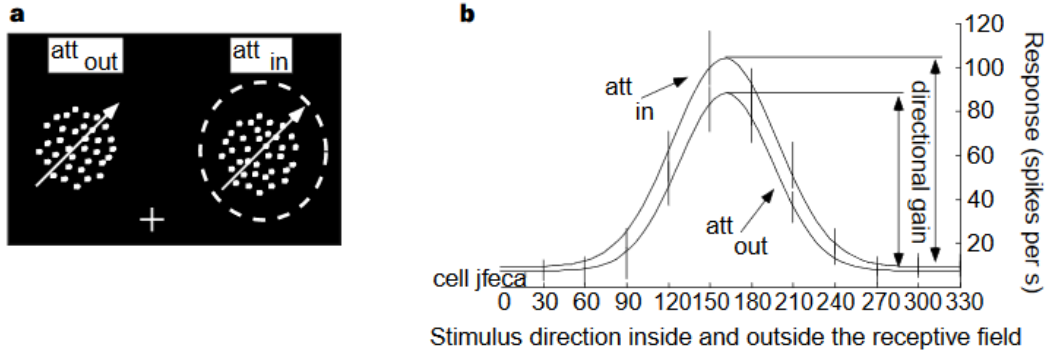 a
att out
att in
b
att in
att out
directional gain
Response (spikes per s)
120
100
80
60
40
20
cell jfeca
0 30 60 90 120 150 180 210 240 270 300 330
Stimulus direction inside and outside the receptive field